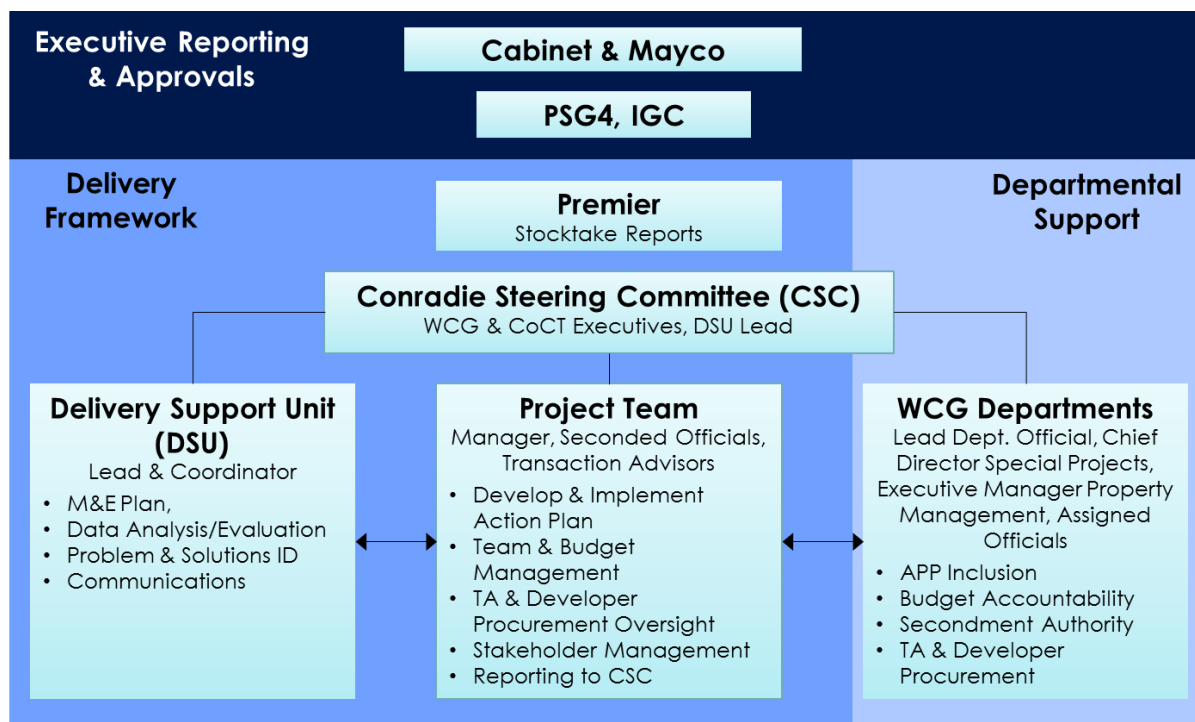 Executive Reporting
& Approvals
Cabinet & Mayco
PSG4, IGC
Delivery
Framework
Departmental
Support
Premier
Stocktake Reports
Conradie Steering Committee (CSC)
WCG & CoCT Executives, DSU Lead
Delivery Support Unit
(DSU)
Lead & Coordinator
• M&E Plan,
• Data Analysis/Evaluation
• Problem & Solutions ID
• Communications
Project Team
Manager, Seconded Officials,
Transaction Advisors
• Develop & Implement
Action Plan
• Team & Budget
Management
• TA & Developer
Procurement Oversight
• Stakeholder Management
• Reporting to CSC
WCG Departments
Lead Dept. Official, Chief
Director Special Projects,
Executive Manager Property
Management, Assigned
Officials
• APP Inclusion
• Budget Accountability
• Secondment Authority
• TA & Developer
Procurement